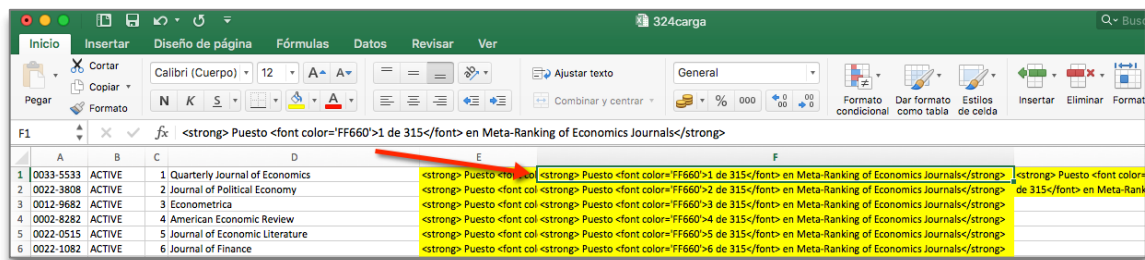 324carga
Inicio Insertar Diseño de página Fórmulas Datos Revisar Ver
Pegar Cortar Copiar Formato
Calibri (Cuerpo) 12 A A
N K S A
Ajustar texto
Combinar y centrar
General
% 000
Formato condicional Dar formato como tabla Estilos de celda
Insertar Eliminar Format
F1 fx <strong> Puesto <font color='FF660'>1 de 315</font> en Meta-Ranking of Economics Journals</strong>
A B C D E F
1 0033-5533 ACTIVE 1 Quarterly Journal of Economics <strong> Puesto <font col <strong> Puesto <font color='FF660'>1 de 315</font> en Meta-Ranking of Economics Journals</strong> <strong> Puesto <font color=
2 0022-3808 ACTIVE 2 Journal of Political Economy <strong> Puesto <font col <strong> Puesto <font color='FF660'>2 de 315</font> en Meta-Ranking of Economics Journals</strong> de 315</font> en Meta-Rank
3 0012-9682 ACTIVE 3 Econometrica <strong> Puesto <font col <strong> Puesto <font color='FF660'>3 de 315</font> en Meta-Ranking of Economics Journals</strong>
4 0002-8282 ACTIVE 4 American Economic Review <strong> Puesto <font col <strong> Puesto <font color='FF660'>4 de 315</font> en Meta-Ranking of Economics Journals</strong>
5 0022-0515 ACTIVE 5 Journal of Economic Literature <strong> Puesto <font col <strong> Puesto <font color='FF660'>5 de 315</font> en Meta-Ranking of Economics Journals</strong>
6 0022-1082 ACTIVE 6 Journal of Finance <strong> Puesto <font col <strong> Puesto <font color='FF660'>6 de 315</font> en Meta-Ranking of Economics Journals</strong>